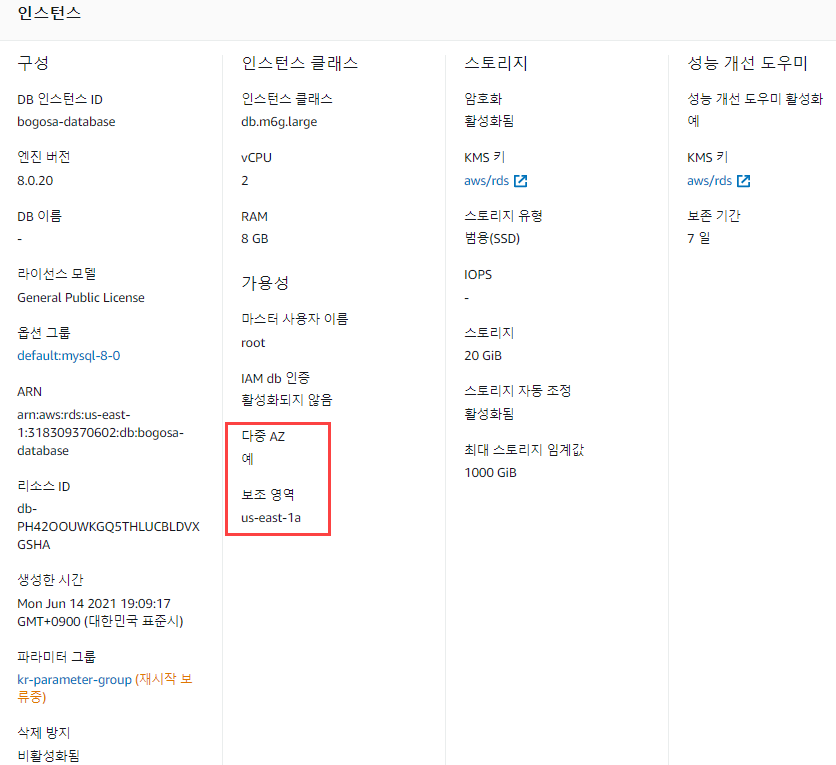 인스턴스
구성
DB 인스턴스 ID
bogosa-database
엔진 버전
8.0.20
DB 이름
-
라이선스 모델
General Public License
옵션 그룹
default:mysql-8-0
ARN
arn:aws:rds:us-east-
1:318309370602:db:bogosa-
database
리소스 ID
db-
PH42OOUWKGQ5THLUCBLDVX
GSHA
생성한 시간
Mon Jun 14 2021 19:09:17
GMT+0900 (대한민국 표준시)
파라미터 그룹
kr-parameter-group (재시작 보
류중)
삭제 방지
비활성화됨
인스턴스 클래스
인스턴스 클래스
db.m6g.large
vCPU
2
RAM
8 GB
가용성
마스터 사용자 이름
root
IAM db 인증
활성화되지 않음
다중 AZ
예
보조 영역
us-east-1a
스토리지
암호화
활성화됨
KMS 키
aws/rds
스토리지 유형
범용(SSD)
IOPS
-
스토리지
20 GiB
스토리지 자동 조정
활성화됨
최대 스토리지 임계값
1000 GiB
성능 개선 도우미
성능 개선 도우미 활성화
예
KMS 키
aws/rds
보존 기간
7 일